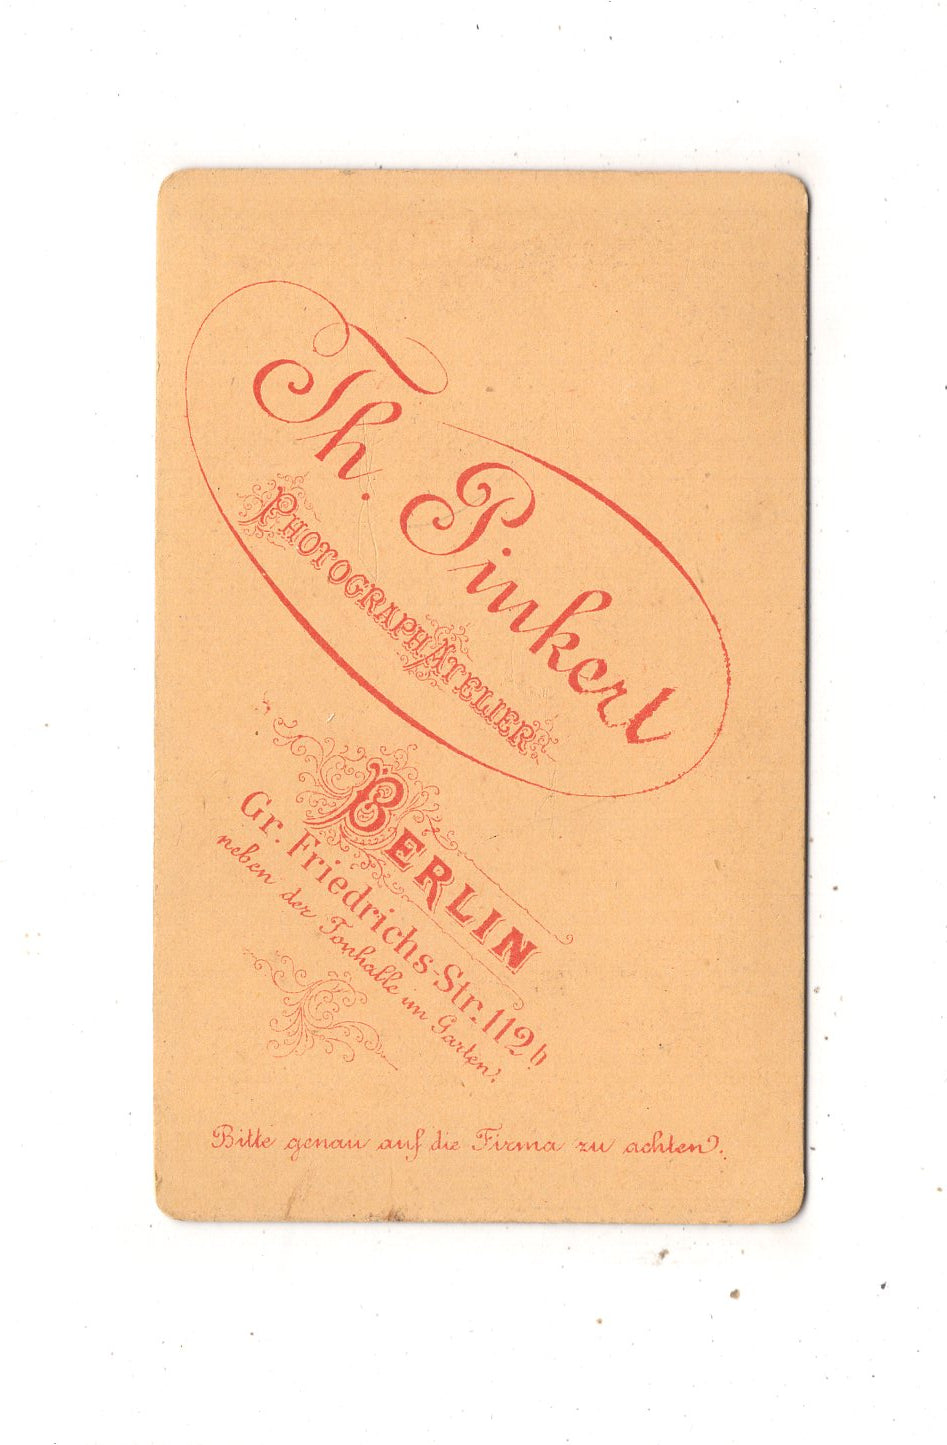 Th. Pinkert
PHOTOGRAPH ATELIER
BERLIN
Gr. Friedrichs-Str. 112b
neben der Tonhalle im Garten.
Bitte genau auf die Firma zu achten.